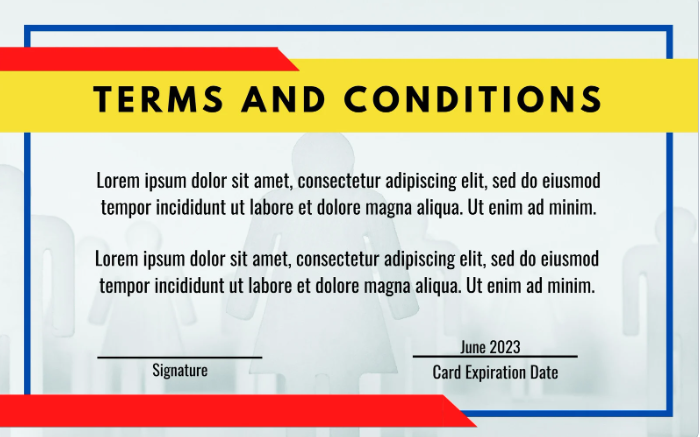 TERMS AND CONDITIONS
Lorem ipsum dolor sit amet, consectetur adipiscing elit, sed do eiusmod
tempor incididunt ut labore et dolore magna aliqua. Ut enim ad minim.
Lorem ipsum dolor sit amet, consectetur adipiscing elit, sed do eiusmod
tempor incididunt ut labore et dolore magna aliqua. Ut enim ad minim.
June 2023
Signature
Card Expiration Date